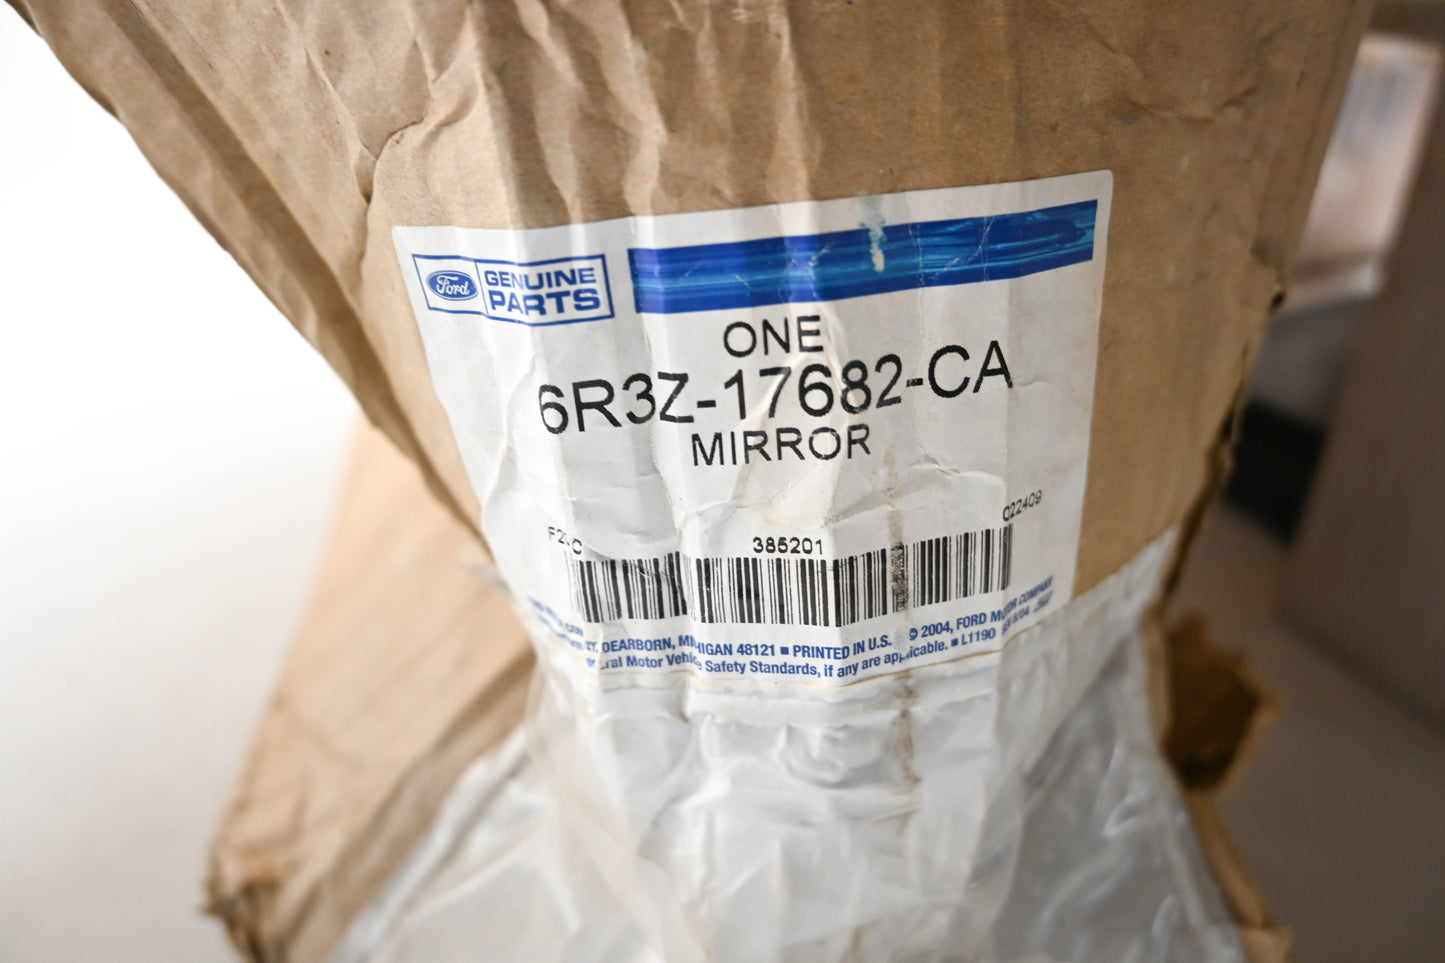 Ford GENUINE PARTS
ONE
6R3Z-17682-CA
MIRROR
385201
022409
DEARBORN, MICHIGAN 48121 ■ PRINTED IN U.S. © 2004, FORD MOTOR COMPANY
Motor Vehicle Safety Standards, if any are applicable. ■ L1190